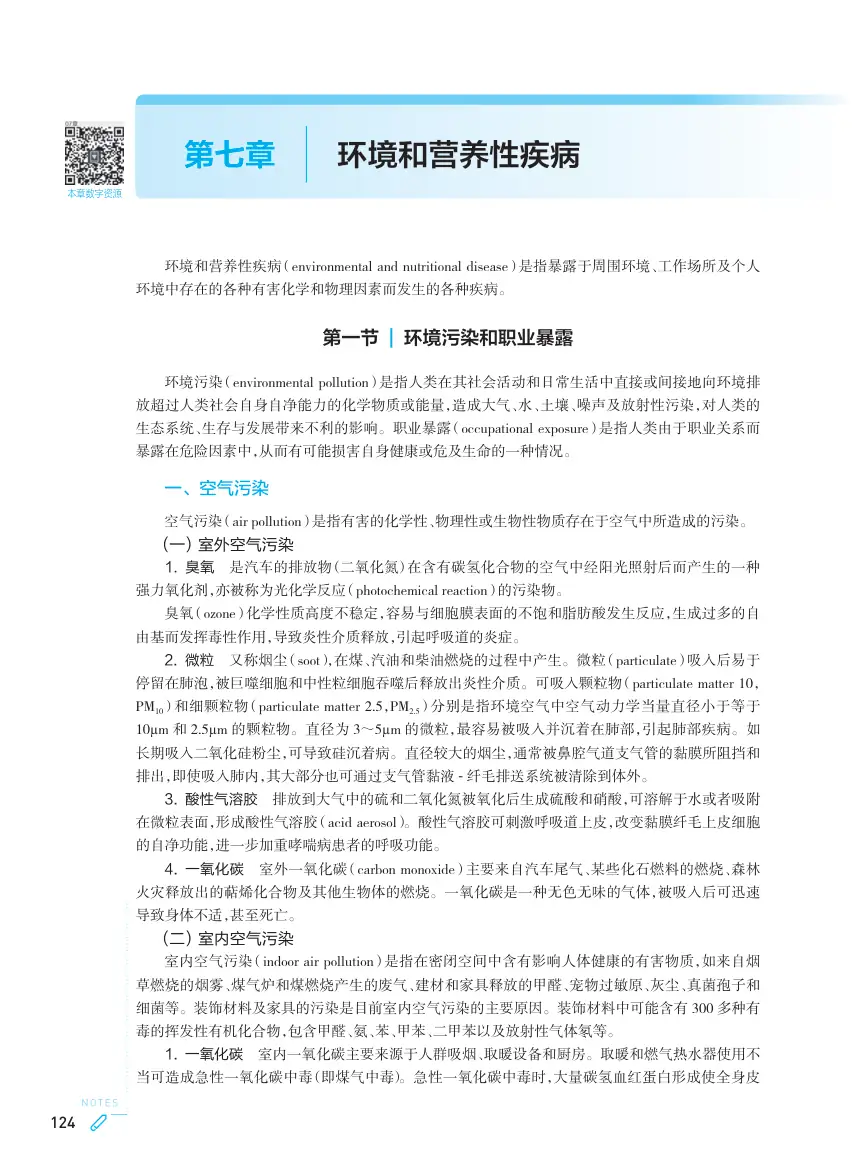 07章
本章数字资源
第七章
环境和营养性疾病
环境和营养性疾病（environmental and nutritional disease）是指暴露于周围环境、工作场所及个人
环境中存在的各种有害化学和物理因素而发生的各种疾病。
第一节 | 环境污染和职业暴露
环境污染（environmental pollution）是指人类在其社会活动和日常生活中直接或间接地向环境排
放超过人类社会自身自净能力的化学物质或能量，造成大气、水、土壤、噪声及放射性污染，对人类的
生态系统、生存与发展带来不利的影响。职业暴露（occupational exposure）是指人类由于职业关系而
暴露在危险因素中，从而有可能损害自身健康或危及生命的一种情况。
一、空气污染
空气污染（air pollution）是指有害的化学性、物理性或生物性物质存在于空气中所造成的污染。
（一）室外空气污染
1. 臭氧 是汽车的排放物（二氧化氮）在含有碳氢化合物的空气中经阳光照射后而产生的一种
强力氧化剂，亦被称为光化学反应（photochemical reaction）的污染物。
臭氧（ozone）化学性质高度不稳定，容易与细胞膜表面的不饱和脂肪酸发生反应，生成过多的自
由基而发挥毒性作用，导致炎性介质释放，引起呼吸道的炎症。
2. 微粒 又称烟尘（soot），在煤、汽油和柴油燃烧的过程中产生。微粒（particulate）吸入后易于
停留在肺泡，被巨噬细胞和中性粒细胞吞噬后释放出炎性介质。可吸入颗粒物（particulate matter 10，
PM₁₀）和细颗粒物（particulate matter 2.5，PM₂.₅）分别是指环境空气中空气动力学当量直径小于等于
10μm 和 2.5μm 的颗粒物。直径为 3～5μm 的微粒，最容易被吸入并沉着在肺部，引起肺部疾病。如
长期吸入二氧化硅粉尘，可导致硅沉着病。直径较大的烟尘，通常被鼻腔气道支气管的黏膜所阻挡和
排出，即使吸入肺内，其大部分也可通过支气管黏液 - 纤毛排送系统被清除到体外。
3. 酸性气溶胶 排放到大气中的硫和二氧化氮被氧化后生成硫酸和硝酸，可溶解于水或者吸附
在微粒表面，形成酸性气溶胶（acid aerosol）。酸性气溶胶可刺激呼吸道上皮，改变黏膜纤毛上皮细胞
的自净功能，进一步加重哮喘病患者的呼吸功能。
4. 一氧化碳 室外一氧化碳（carbon monoxide）主要来自汽车尾气、某些化石燃料的燃烧、森林
火灾释放出的萜烯化合物及其他生物体的燃烧。一氧化碳是一种无色无味的气体，被吸入后可迅速
导致身体不适，甚至死亡。
（二）室内空气污染
室内空气污染（indoor air pollution）是指在密闭空间中含有影响人体健康的有害物质，如来自烟
草燃烧的烟雾、煤气炉和煤燃烧产生的废气、建材和家具释放的甲醛、宠物过敏原、灰尘、真菌孢子和
细菌等。装饰材料及家具的污染是目前室内空气污染的主要原因。装饰材料中可能含有 300 多种有
毒的挥发性有机化合物，包含甲醛、氨、苯、甲苯、二甲苯以及放射性气体氡等。
1. 一氧化碳 室内一氧化碳主要来源于人群吸烟、取暖设备和厨房。取暖和燃气热水器使用不
当可造成急性一氧化碳中毒（即煤气中毒）。急性一氧化碳中毒时，大量碳氧血红蛋白形成使全身皮
NOTES
124